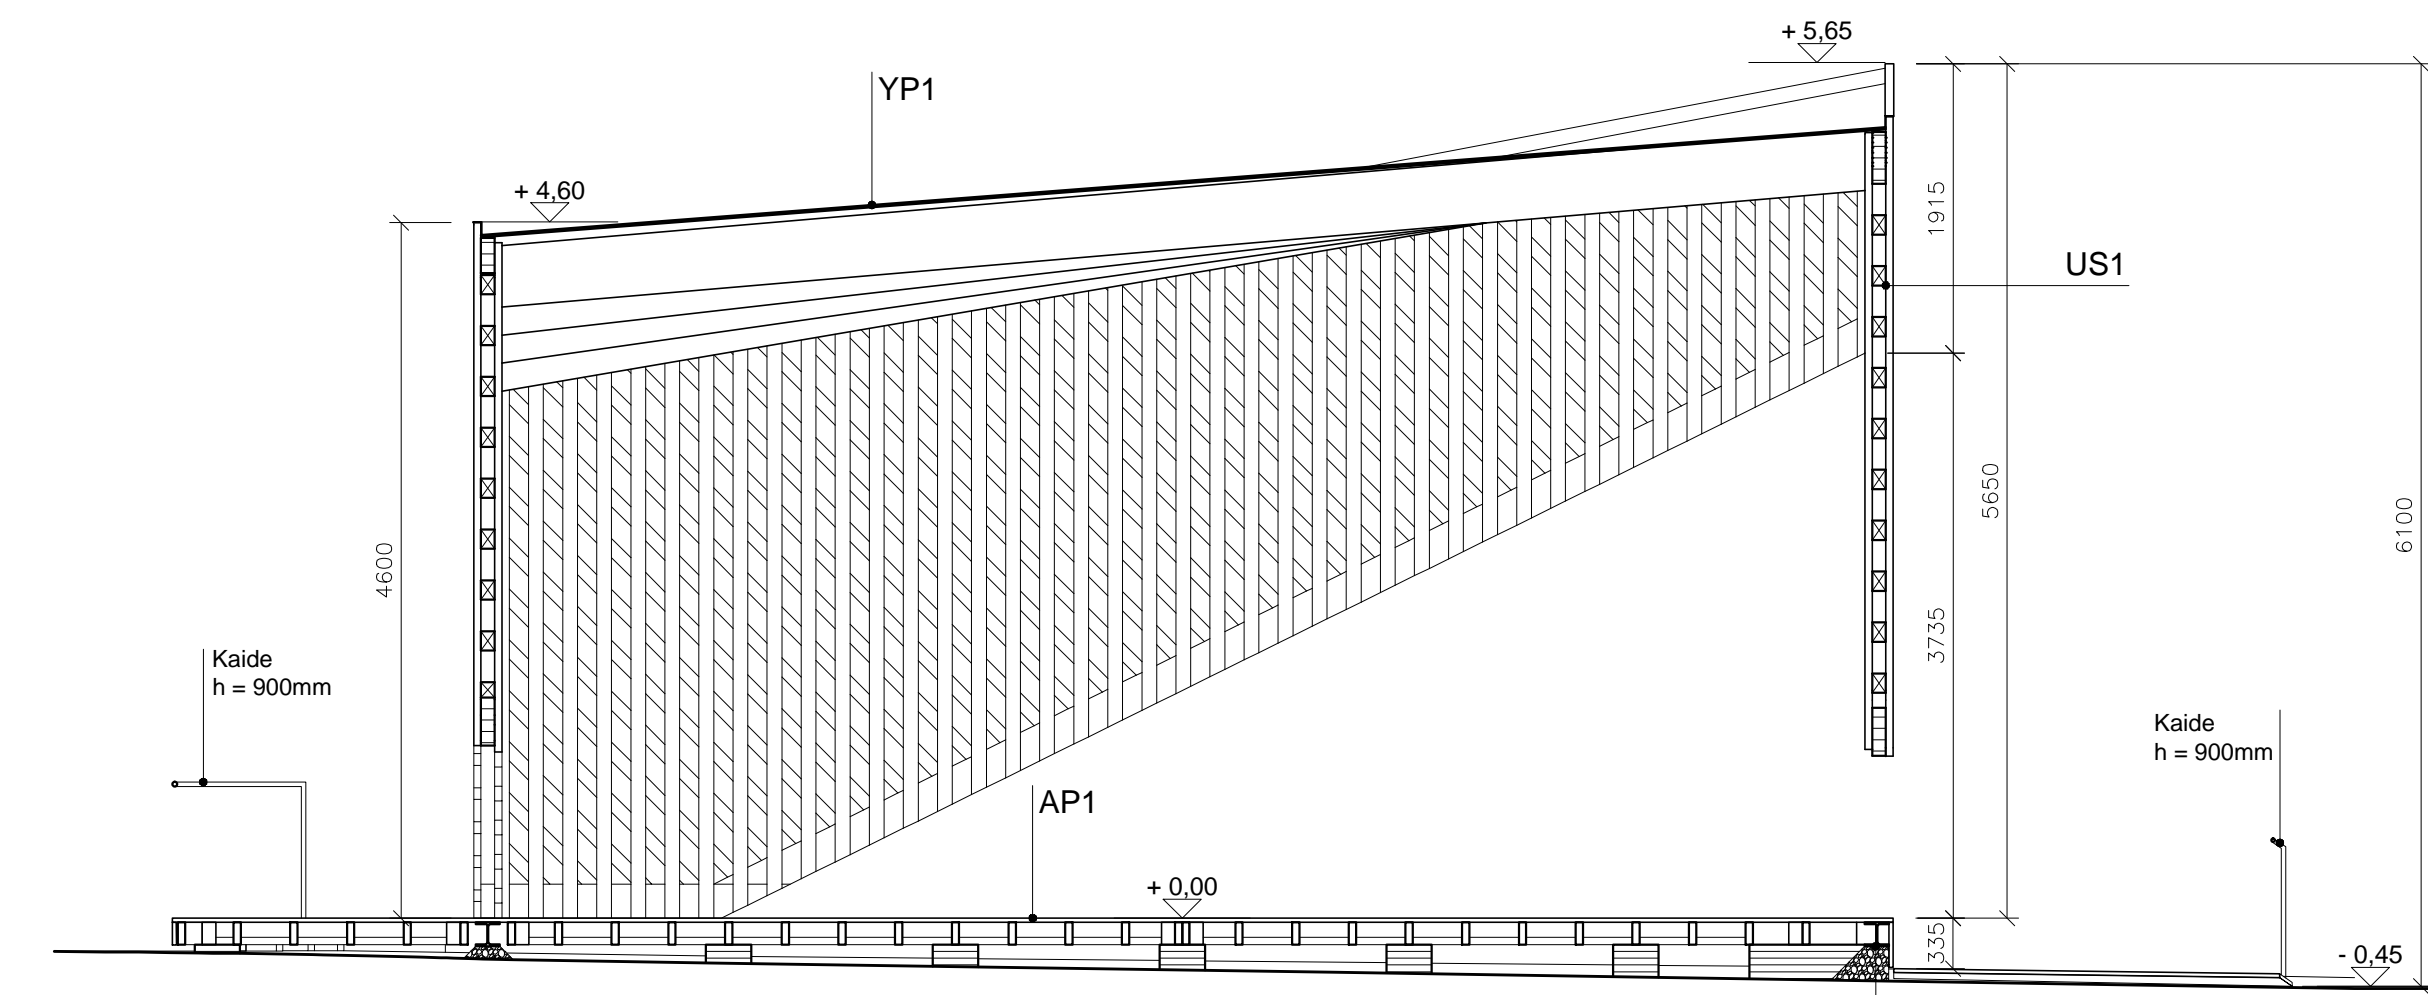 + 5,65
YP1
+ 4,60
1915
US1
5650
6100
4600
3735
Kaide
h = 900mm
Kaide
h = 900mm
AP1
+ 0,00
335
- 0,45